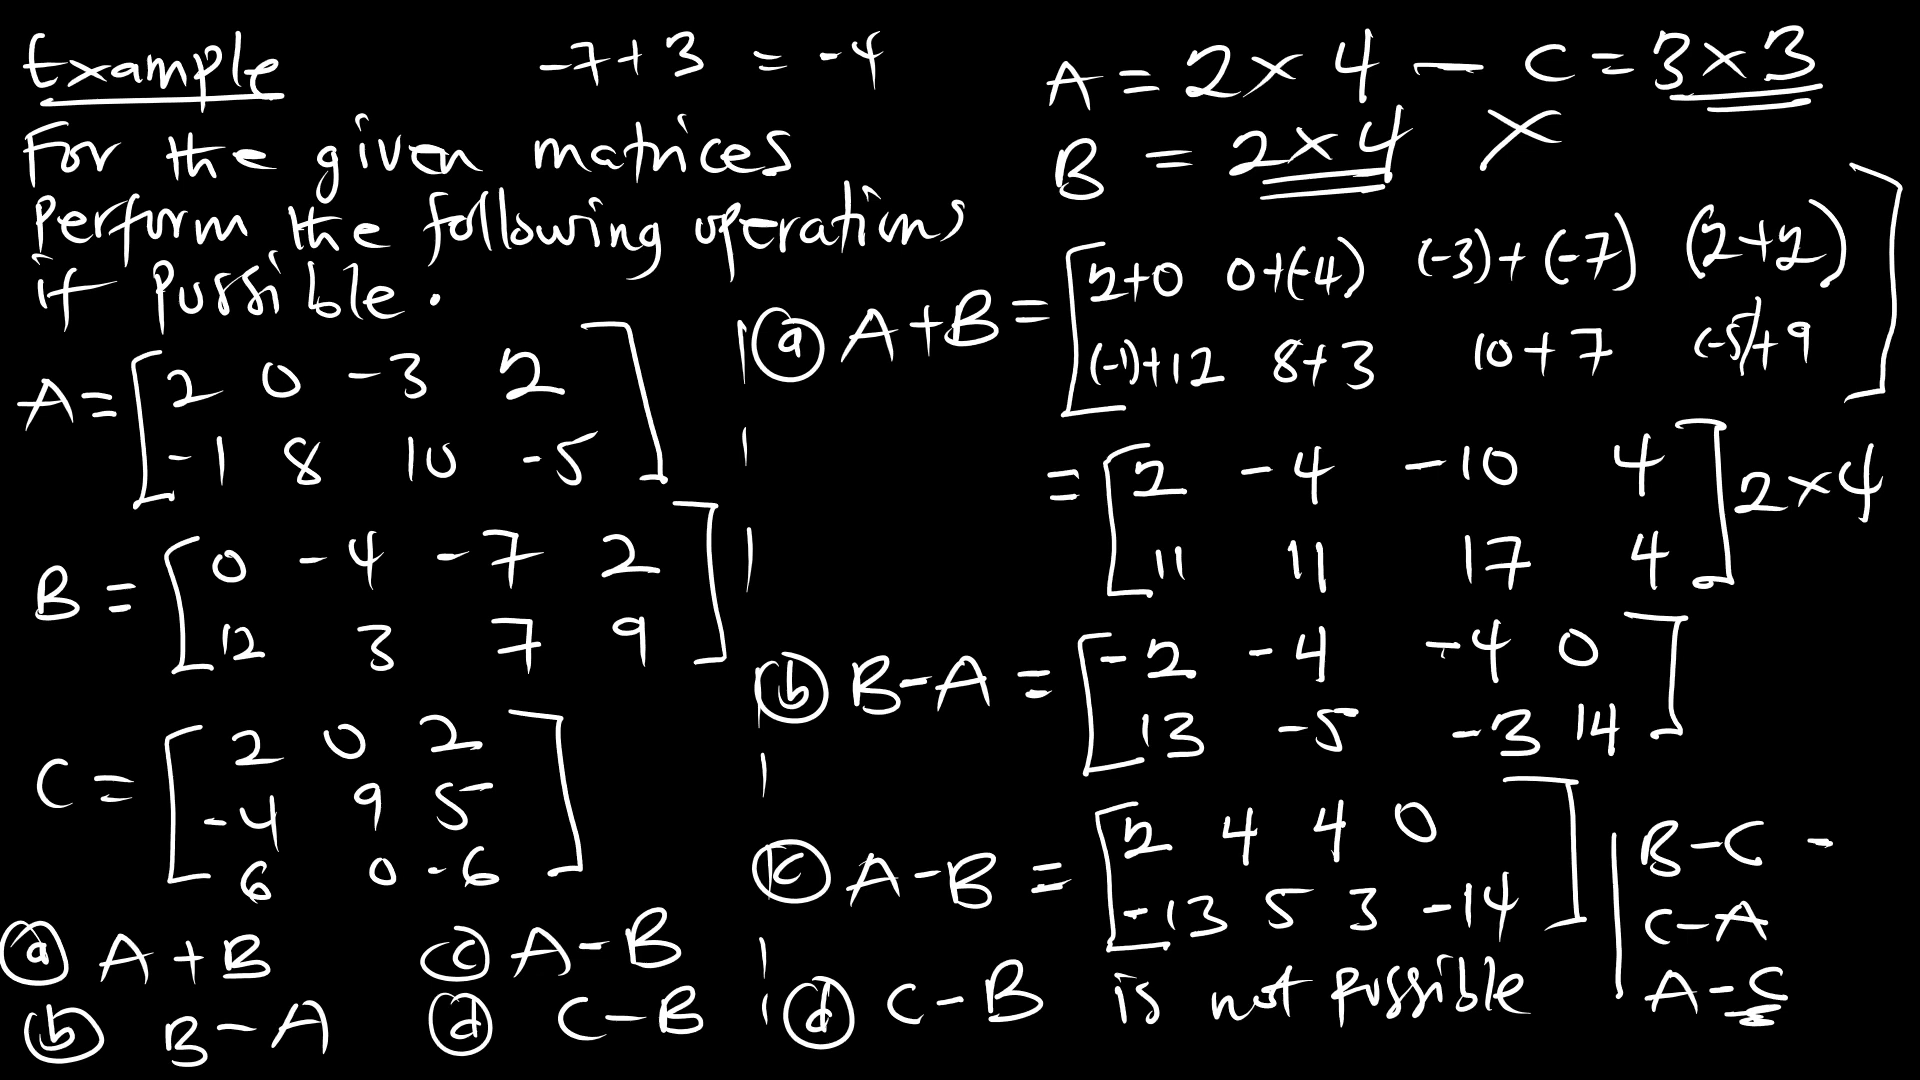 Example
-7+3 = -4
For the given matrices
Perform the following operations
if Possible.
A= [2 0 -3 2
-1 8 10 -5]
B = [0 -4 -7 2
12 3 7 9]
C = [2 0 2
-4 9 5
6 0 -6]
(a) A+B (c) A-B
(b) B-A (d) C-B
A = 2×4 — C = 3×3
B = 2×4 ×
(a) A+B = [2+0 0+(-4) (-3)+(-7) (2+2)
(-1)+12 8+3 10+7 (-5)+9]
= [2 -4 -10 4
11 11 17 4] 2×4
(b) B-A = [-2 -4 -4 0
13 -5 -3 14]
(c) A-B = [2 4 4 0
-13 5 3 -14]
(d) C-B is not Possible
B-C -
C-A
A-C